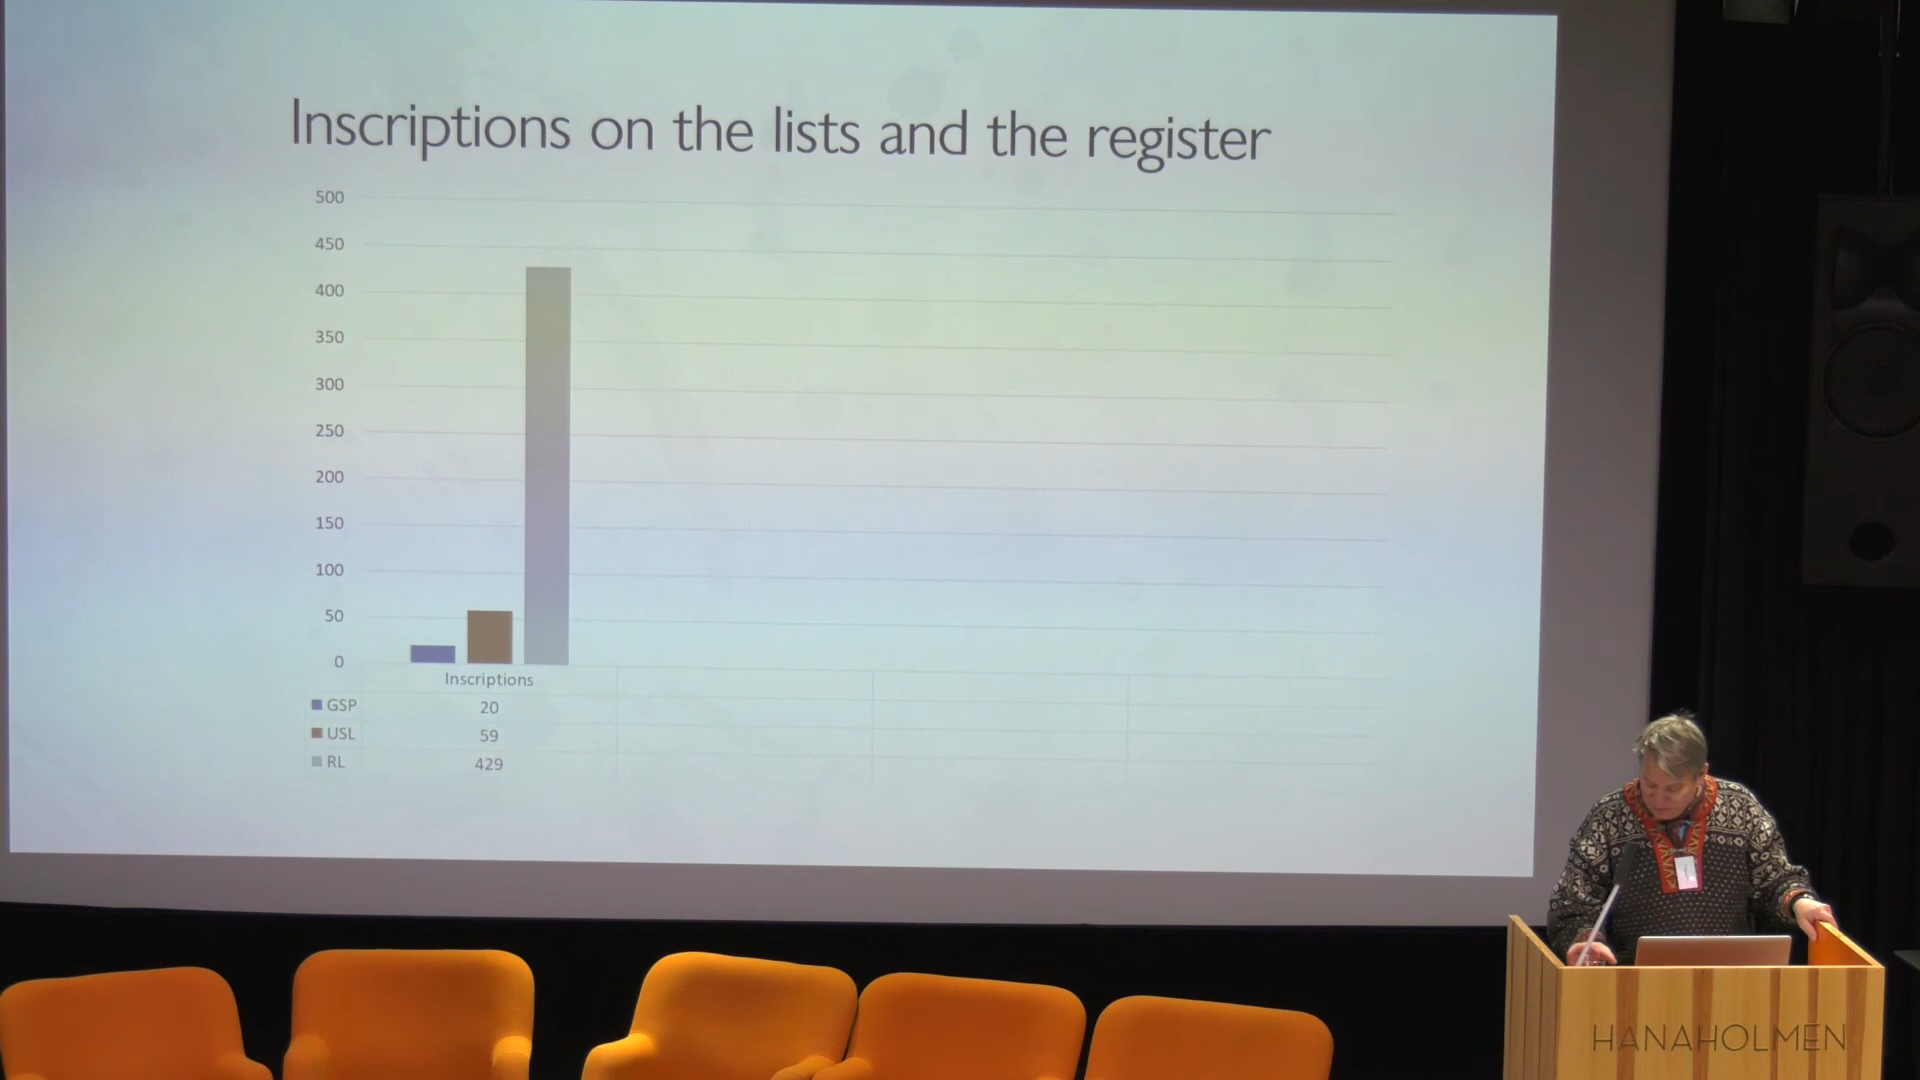 Inscriptions on the lists and the register
500
450
400
350
300
250
200
150
100
50
0
Inscriptions
GSP 20
USL 59
RL 429
HANAHOLMEN